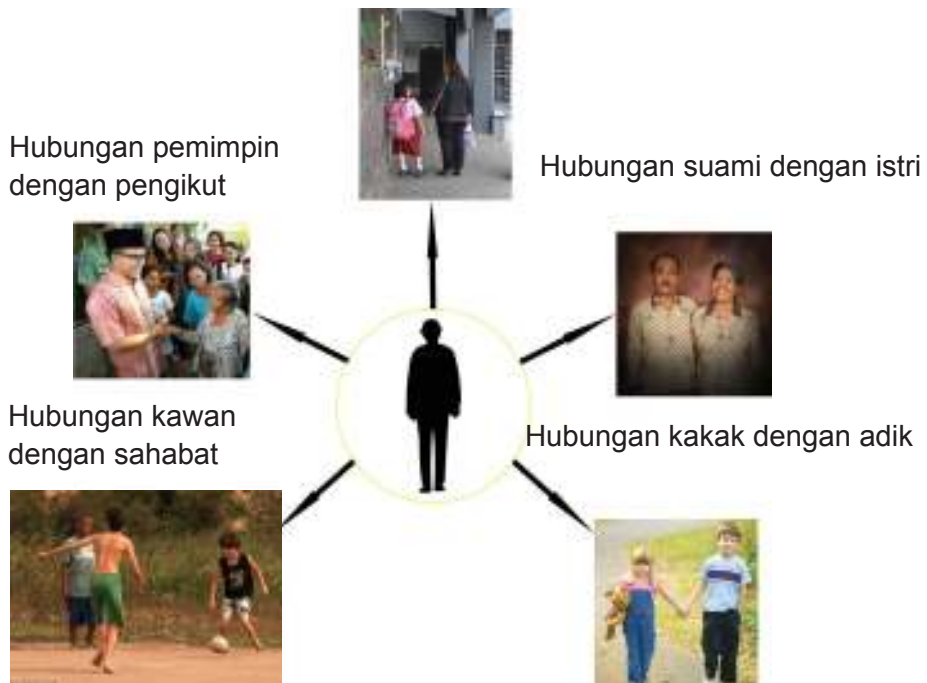 Hubungan pemimpin
dengan pengikut
Hubungan suami dengan istri
Hubungan kawan
dengan sahabat
Hubungan kakak dengan adik